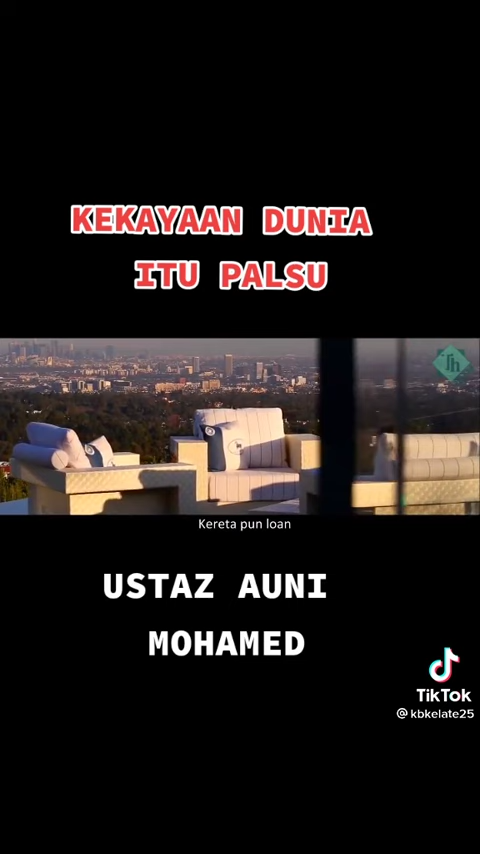 KEKAYAAN DUNIA
ITU PALSU
Kereta pun loan
USTAZ AUNI
MOHAMED
TikTok
@kbkelate25